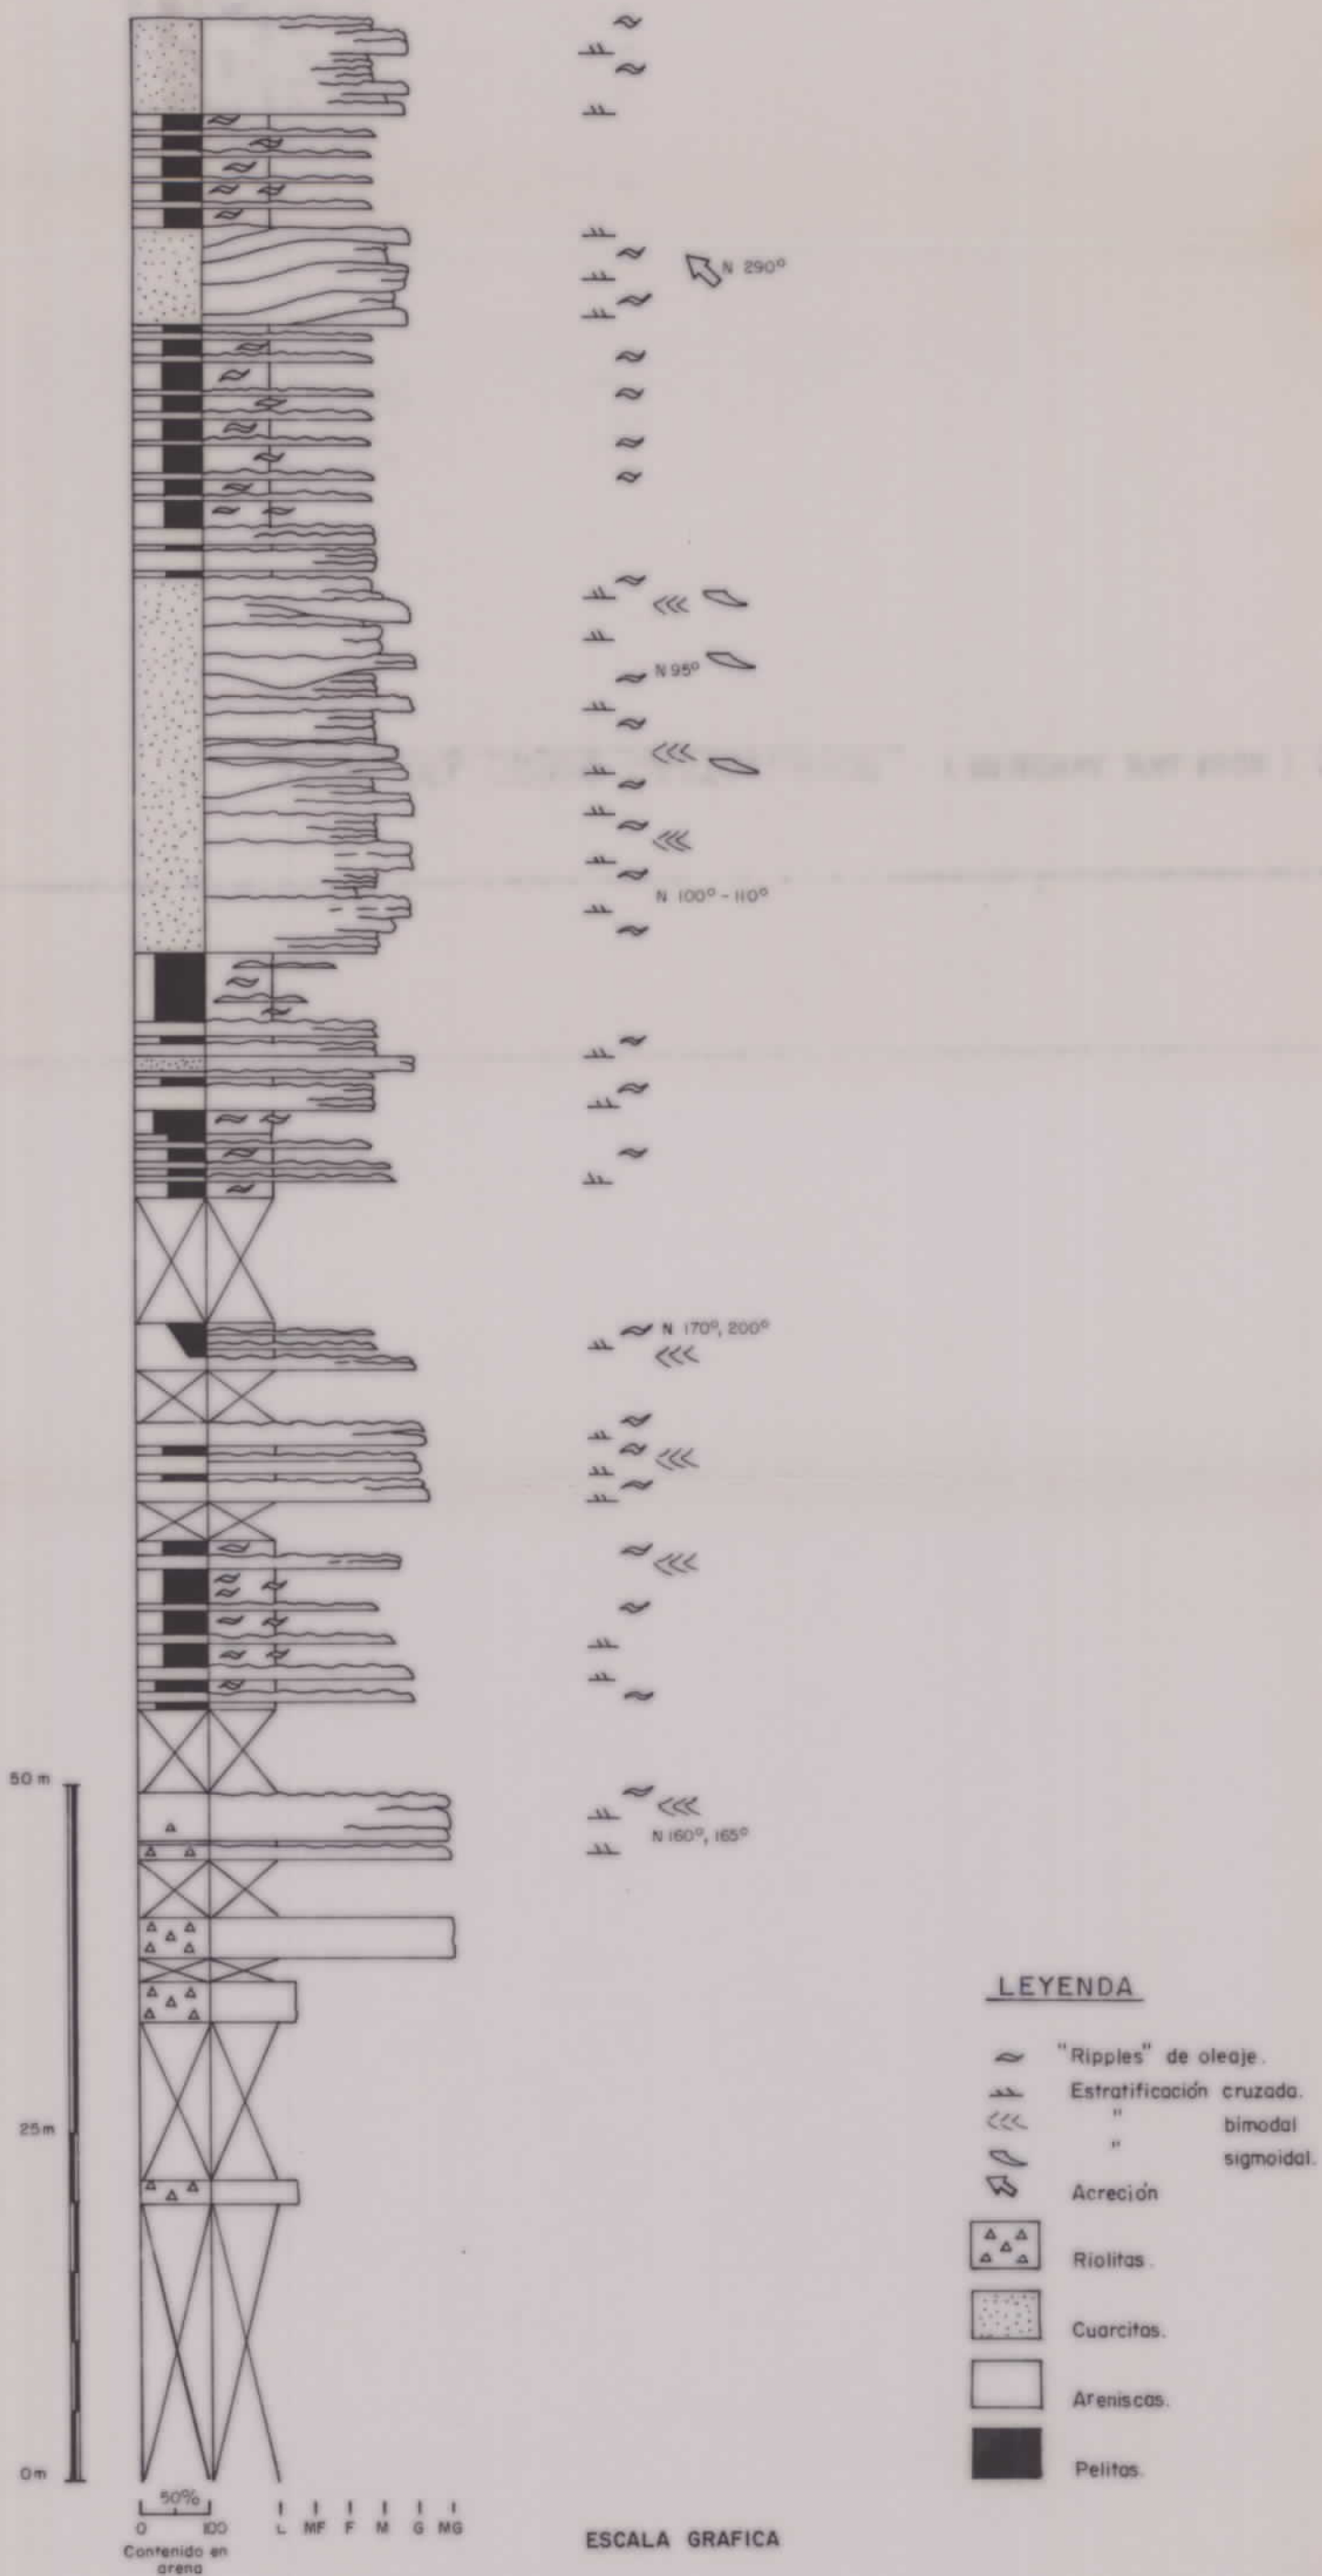 N 290°
N 95°
N 100° - 110°
N 170°, 200°
N 160°, 165°
50 m
25 m
0 m
50%
0 100 L MF F M G MG
Contenido en
arena
ESCALA GRAFICA
LEYENDA
"Ripples" de oleaje.
Estratificación cruzada.
" bimodal
" sigmoidal.
Acreción
Riolitas.
Cuarcitas.
Areniscas.
Pelitas.